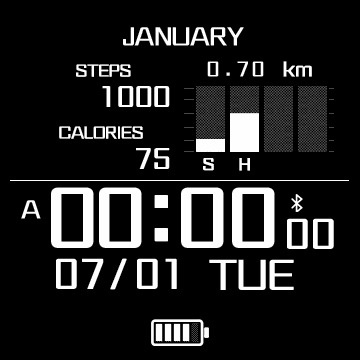 JANUARY
STEPS
1000
0.70 km
CALORIES
75
S H
A 00:00 00
07/01 TUE